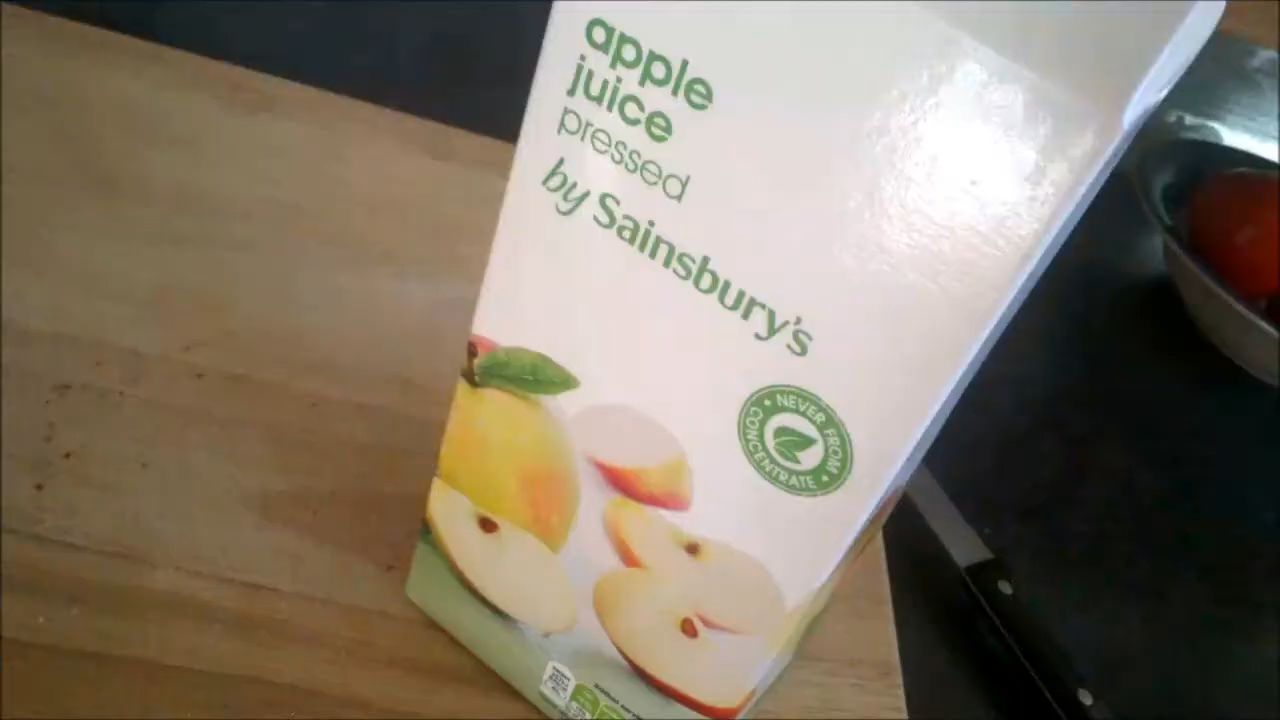 apple
juice
pressed
by Sainsbury's
NEVER FROM
CONCENTRATE